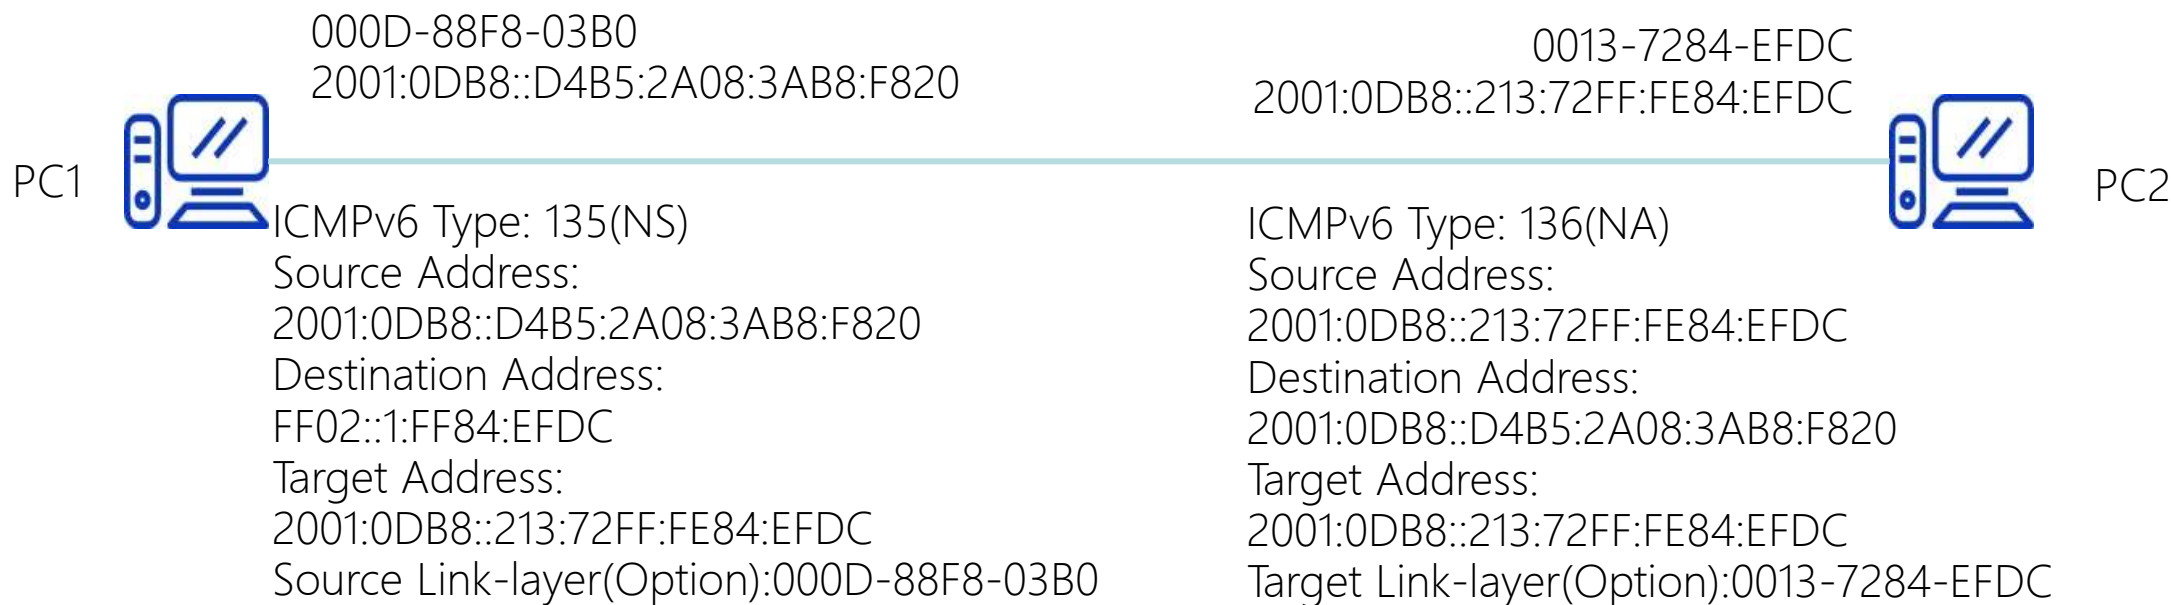 000D-88F8-03B0
2001:0DB8::D4B5:2A08:3AB8:F820
0013-7284-EFDC
2001:0DB8::213:72FF:FE84:EFDC
PC1
PC2
ICMPv6 Type: 135(NS)
Source Address:
2001:0DB8::D4B5:2A08:3AB8:F820
Destination Address:
FF02::1:FF84:EFDC
Target Address:
2001:0DB8::213:72FF:FE84:EFDC
Source Link-layer(Option):000D-88F8-03B0
ICMPv6 Type: 136(NA)
Source Address:
2001:0DB8::213:72FF:FE84:EFDC
Destination Address:
2001:0DB8::D4B5:2A08:3AB8:F820
Target Address:
2001:0DB8::213:72FF:FE84:EFDC
Target Link-layer(Option):0013-7284-EFDC